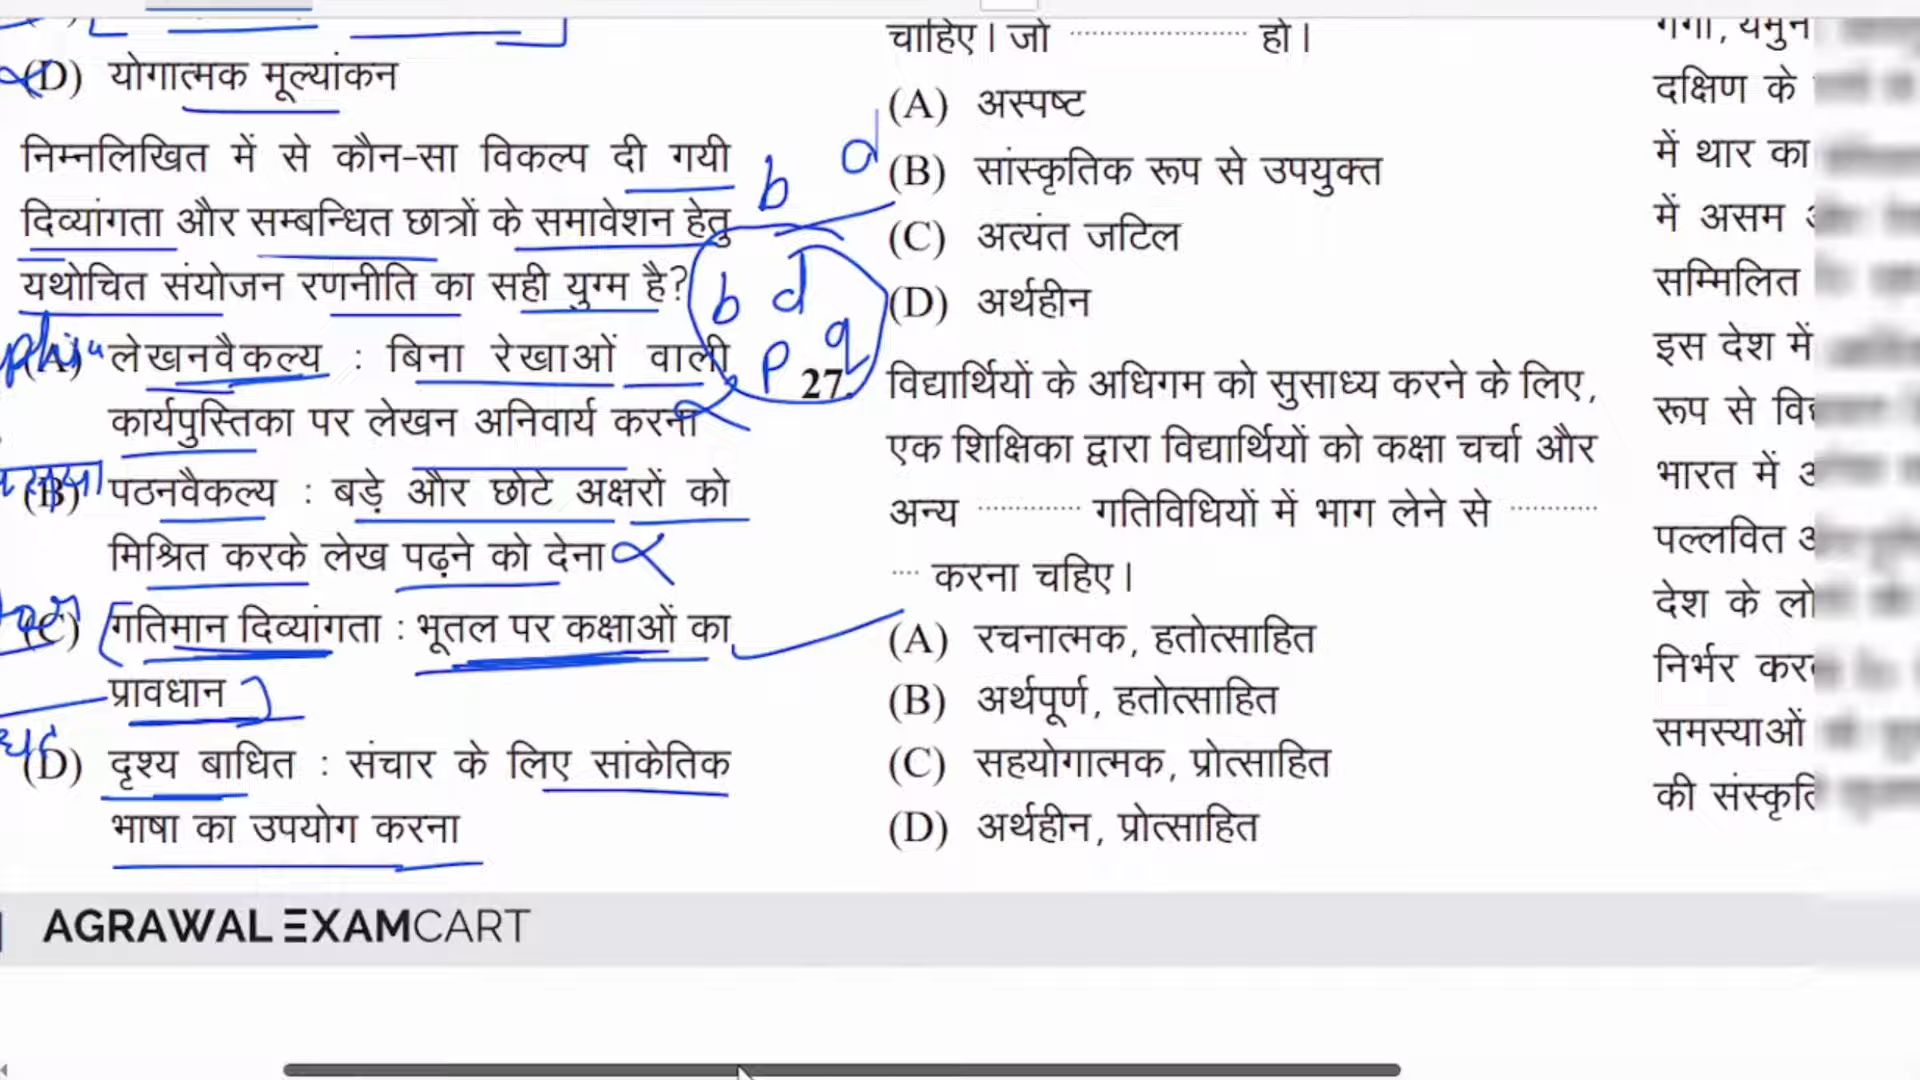 (D) योगात्मक मूल्यांकन
निम्नलिखित में से कौन-सा विकल्प दी गयी
दिव्यांगता और सम्बन्धित छात्रों के समावेशन हेतु
यथोचित संयोजन रणनीति का सही युग्म है?
(A) लेखनवैकल्य : बिना रेखाओं वाली
कार्यपुस्तिका पर लेखन अनिवार्य करना
(B) पठनवैकल्य : बड़े और छोटे अक्षरों को
मिश्रित करके लेख पढ़ने को देना
(C) गतिमान दिव्यांगता : भूतल पर कक्षाओं का
प्रावधान
(D) दृश्य बाधित : संचार के लिए सांकेतिक
भाषा का उपयोग करना
b d
b d
p q
चाहिए। जो ........................ हो।
(A) अस्पष्ट
(B) सांस्कृतिक रूप से उपयुक्त
(C) अत्यंत जटिल
(D) अर्थहीन
27. विद्यार्थियों के अधिगम को सुसाध्य करने के लिए,
एक शिक्षिका द्वारा विद्यार्थियों को कक्षा चर्चा और
अन्य .............. गतिविधियों में भाग लेने से ............
.... करना चहिए।
(A) रचनात्मक, हतोत्साहित
(B) अर्थपूर्ण, हतोत्साहित
(C) सहयोगात्मक, प्रोत्साहित
(D) अर्थहीन, प्रोत्साहित
दक्षिण के
में थार का
में असम
सम्मिलित
इस देश में
रूप से
भारत में
पल्लवित
देश के
निर्भर
समस्याओं
की
AGRAWAL EXAMCART